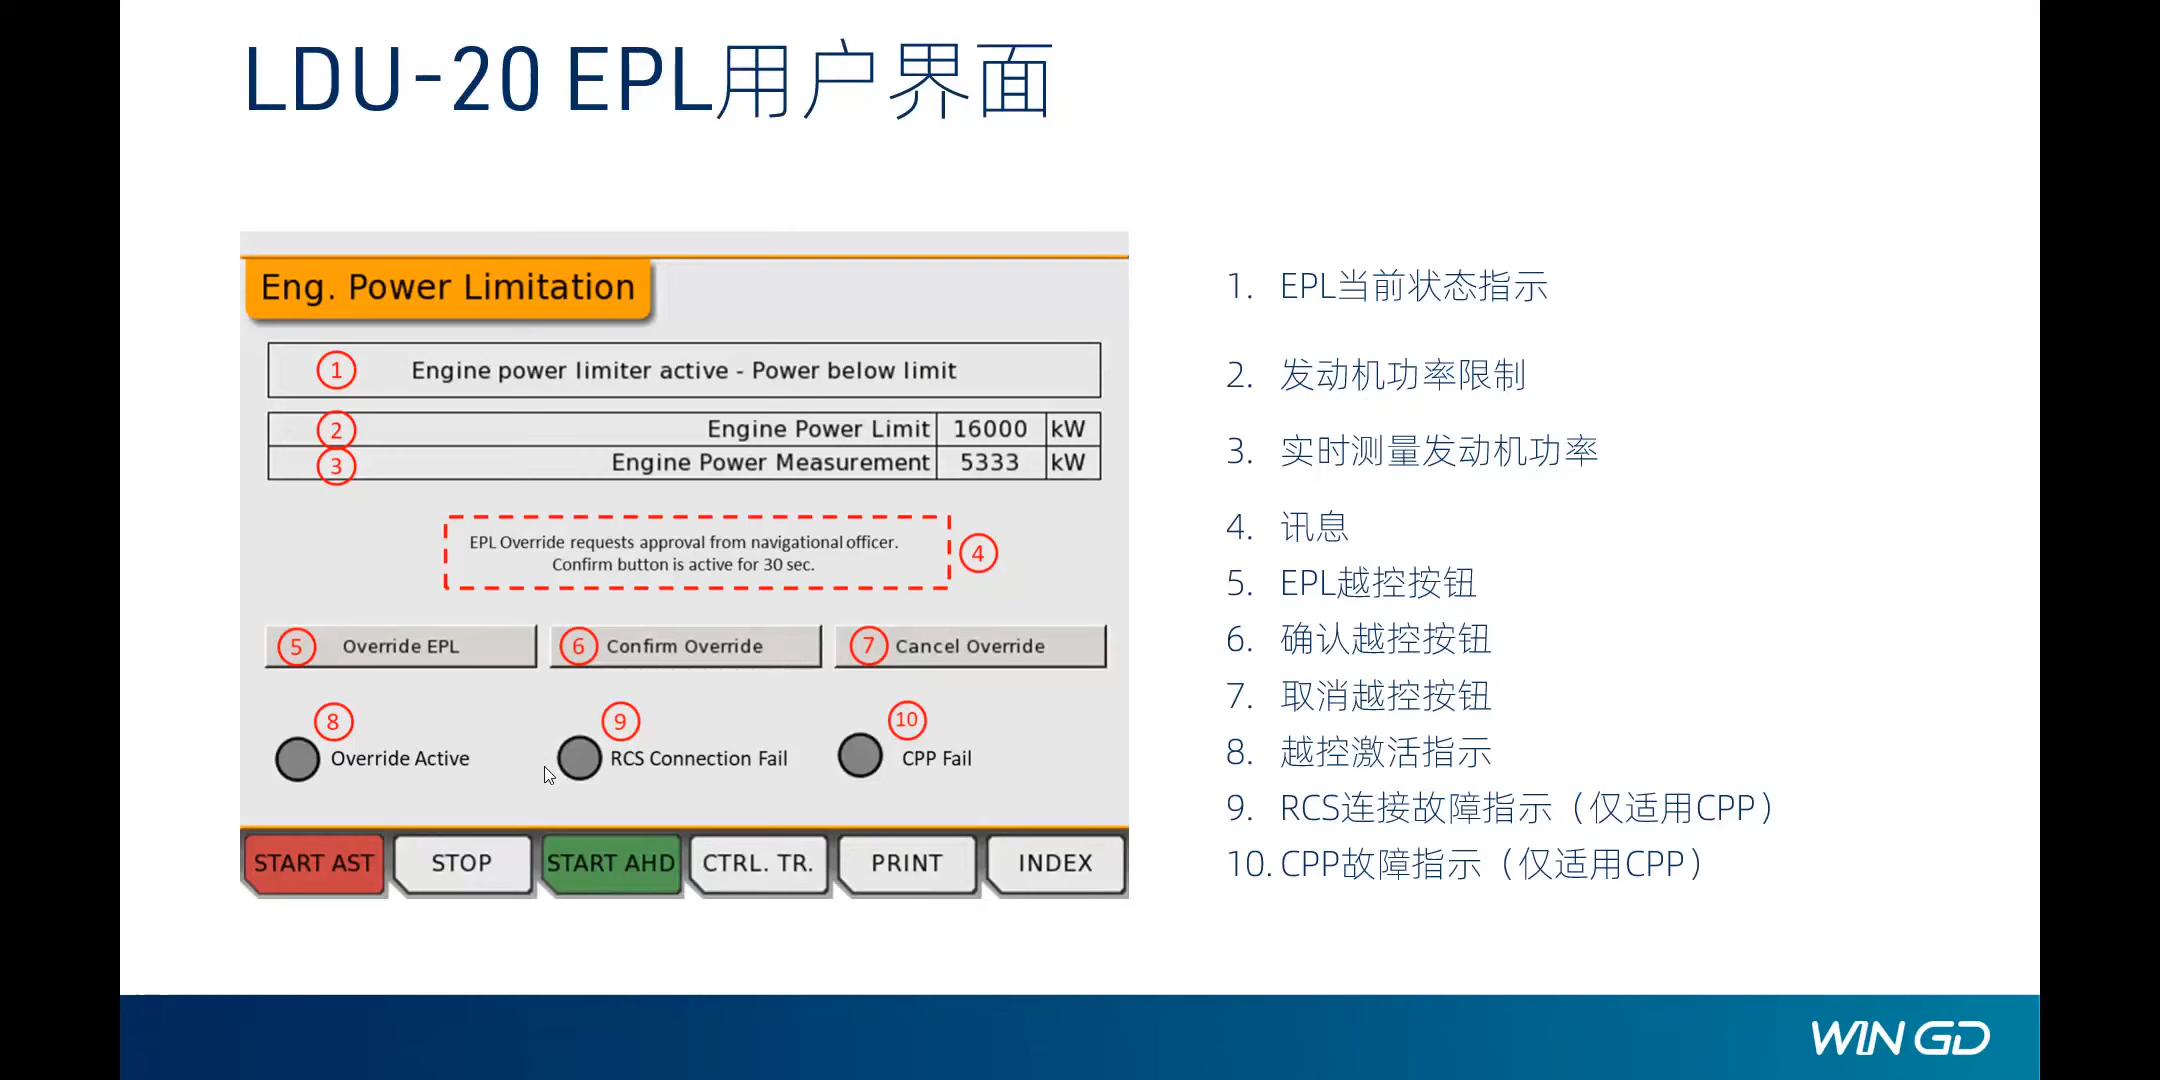 LDU-20 EPL用户界面
Eng. Power Limitation
1 Engine power limiter active - Power below limit
2 Engine Power Limit 16000 kW
3 Engine Power Measurement 5333 kW
EPL Override requests approval from navigational officer.
Confirm button is active for 30 sec.
4
5 Override EPL
6 Confirm Override
7 Cancel Override
8 Override Active
9 RCS Connection Fail
10 CPP Fail
START AST
STOP
START AHD
CTRL. TR.
PRINT
INDEX
1. EPL当前状态指示
2. 发动机功率限制
3. 实时测量发动机功率
4. 讯息
5. EPL越控按钮
6. 确认越控按钮
7. 取消越控按钮
8. 越控激活指示
9. RCS连接故障指示（仅适用CPP）
10. CPP故障指示（仅适用CPP）
WIN GD